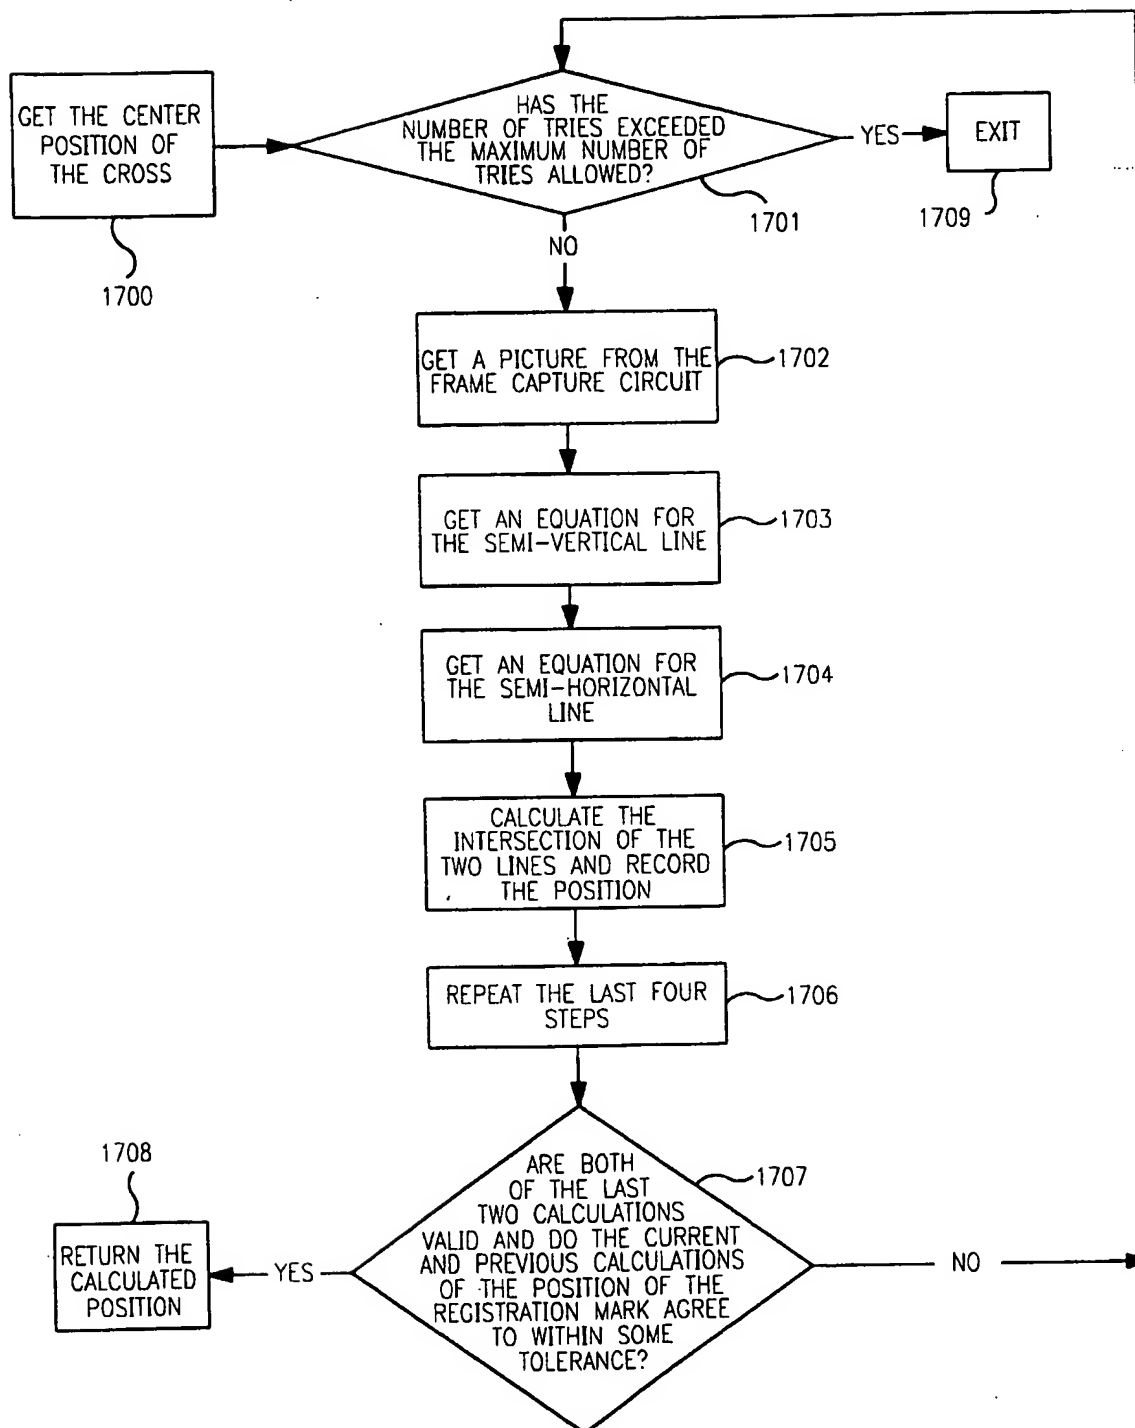 GET THE CENTER
POSITION OF
THE CROSS
1700
HAS THE
NUMBER OF TRIES EXCEEDED
THE MAXIMUM NUMBER OF
TRIES ALLOWED?
1701
YES
EXIT
1709
NO
GET A PICTURE FROM THE
FRAME CAPTURE CIRCUIT
1702
GET AN EQUATION FOR
THE SEMI-VERTICAL LINE
1703
GET AN EQUATION FOR
THE SEMI-HORIZONTAL
LINE
1704
CALCULATE THE
INTERSECTION OF THE
TWO LINES AND RECORD
THE POSITION
1705
REPEAT THE LAST FOUR
STEPS
1706
ARE BOTH
OF THE LAST
TWO CALCULATIONS
VALID AND DO THE CURRENT
AND PREVIOUS CALCULATIONS
OF THE POSITION OF THE
REGISTRATION MARK AGREE
TO WITHIN SOME
TOLERANCE?
1707
YES
1708
RETURN THE
CALCULATED
POSITION
NO